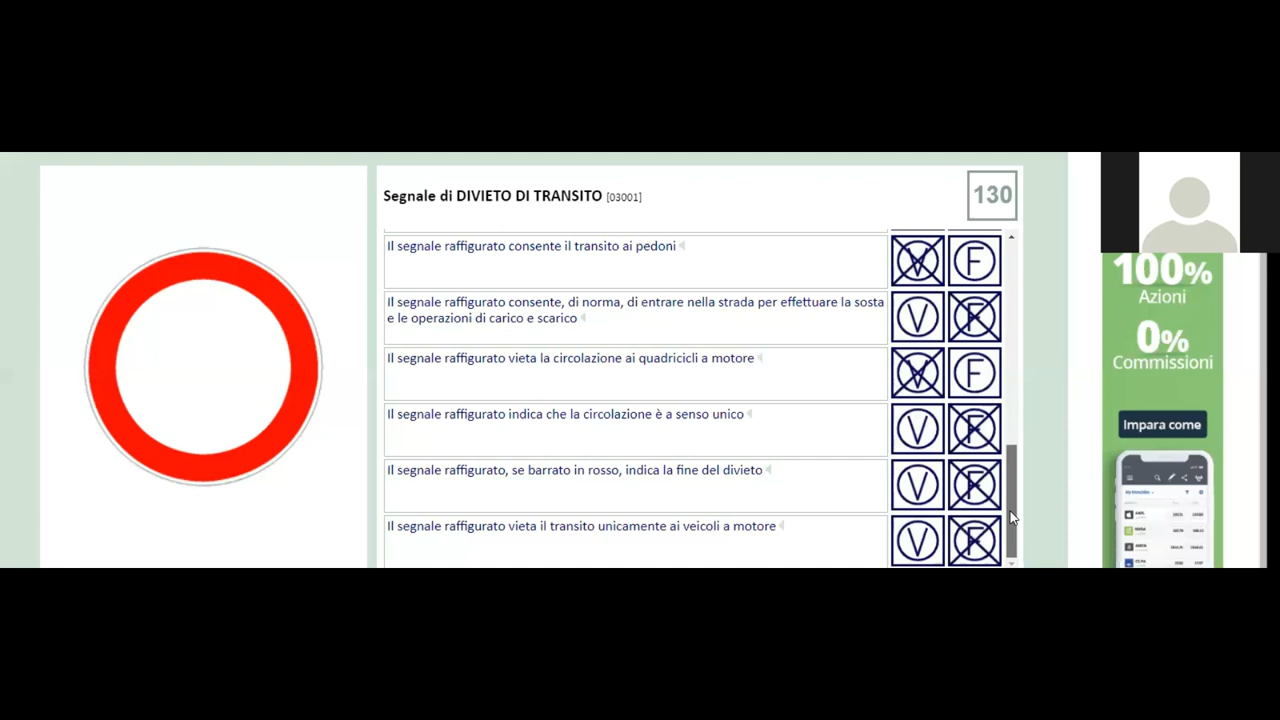 Segnale di DIVIETO DI TRANSITO [03001]
130
Il segnale raffigurato consente il transito ai pedoni
V F
Il segnale raffigurato consente, di norma, di entrare nella strada per effettuare la sosta
e le operazioni di carico e scarico
V F
Il segnale raffigurato vieta la circolazione ai quadricicli a motore
V F
Il segnale raffigurato indica che la circolazione è a senso unico
V F
Il segnale raffigurato, se barrato in rosso, indica la fine del divieto
V F
Il segnale raffigurato vieta il transito unicamente ai veicoli a motore
V F
100%
Azioni
0%
Commissioni
Impara come